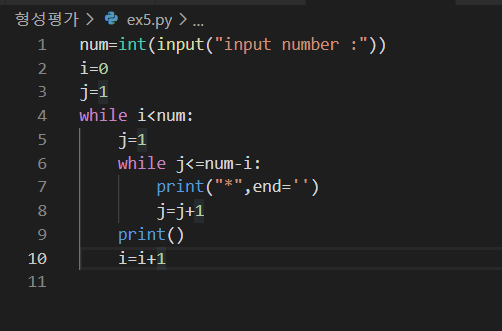 형성평가 > ex5.py > ...
1 num=int(input("input number :"))
2 i=0
3 j=1
4 while i<num:
5     j=1
6     while j<=num-i:
7         print("*",end='')
8         j=j+1
9     print()
10     i=i+1
11